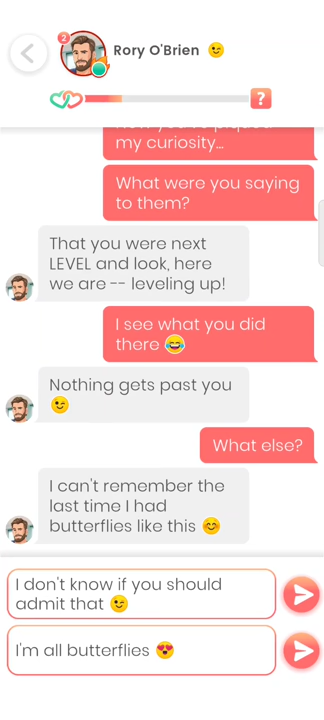 2
Rory O'Brien 😉
?
my curiosity...
What were you saying
to them?
That you were next
LEVEL and look, here
we are -- leveling up!
I see what you did
there 😂
Nothing gets past you
😉
What else?
I can't remember the
last time I had
butterflies like this 😊
I don't know if you should
admit that 😉
I'm all butterflies 😍